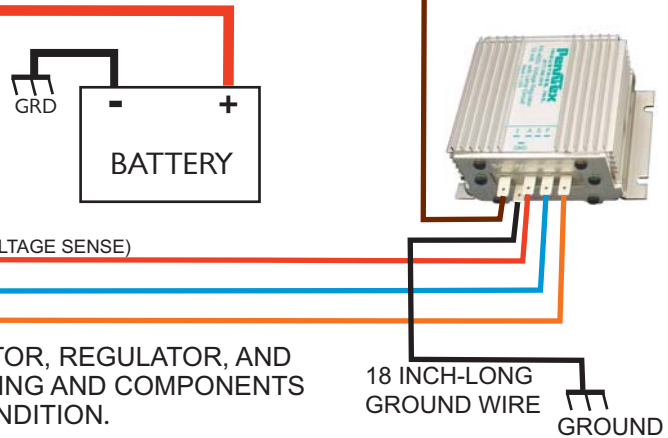 GRD
- +
BATTERY
LTAGE SENSE)
TOR, REGULATOR, AND
ING AND COMPONENTS
NDITION.
18 INCH-LONG
GROUND WIRE
GROUND